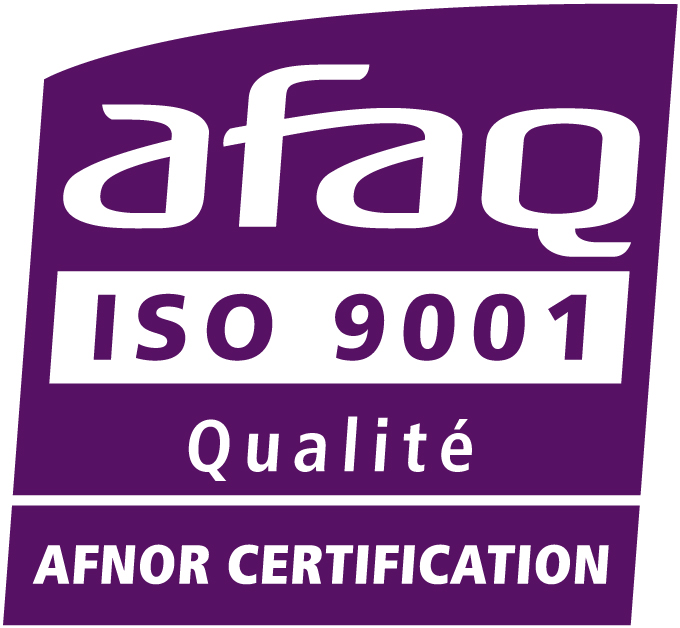 afaq
ISO 9001
Qualité
AFNOR CERTIFICATION